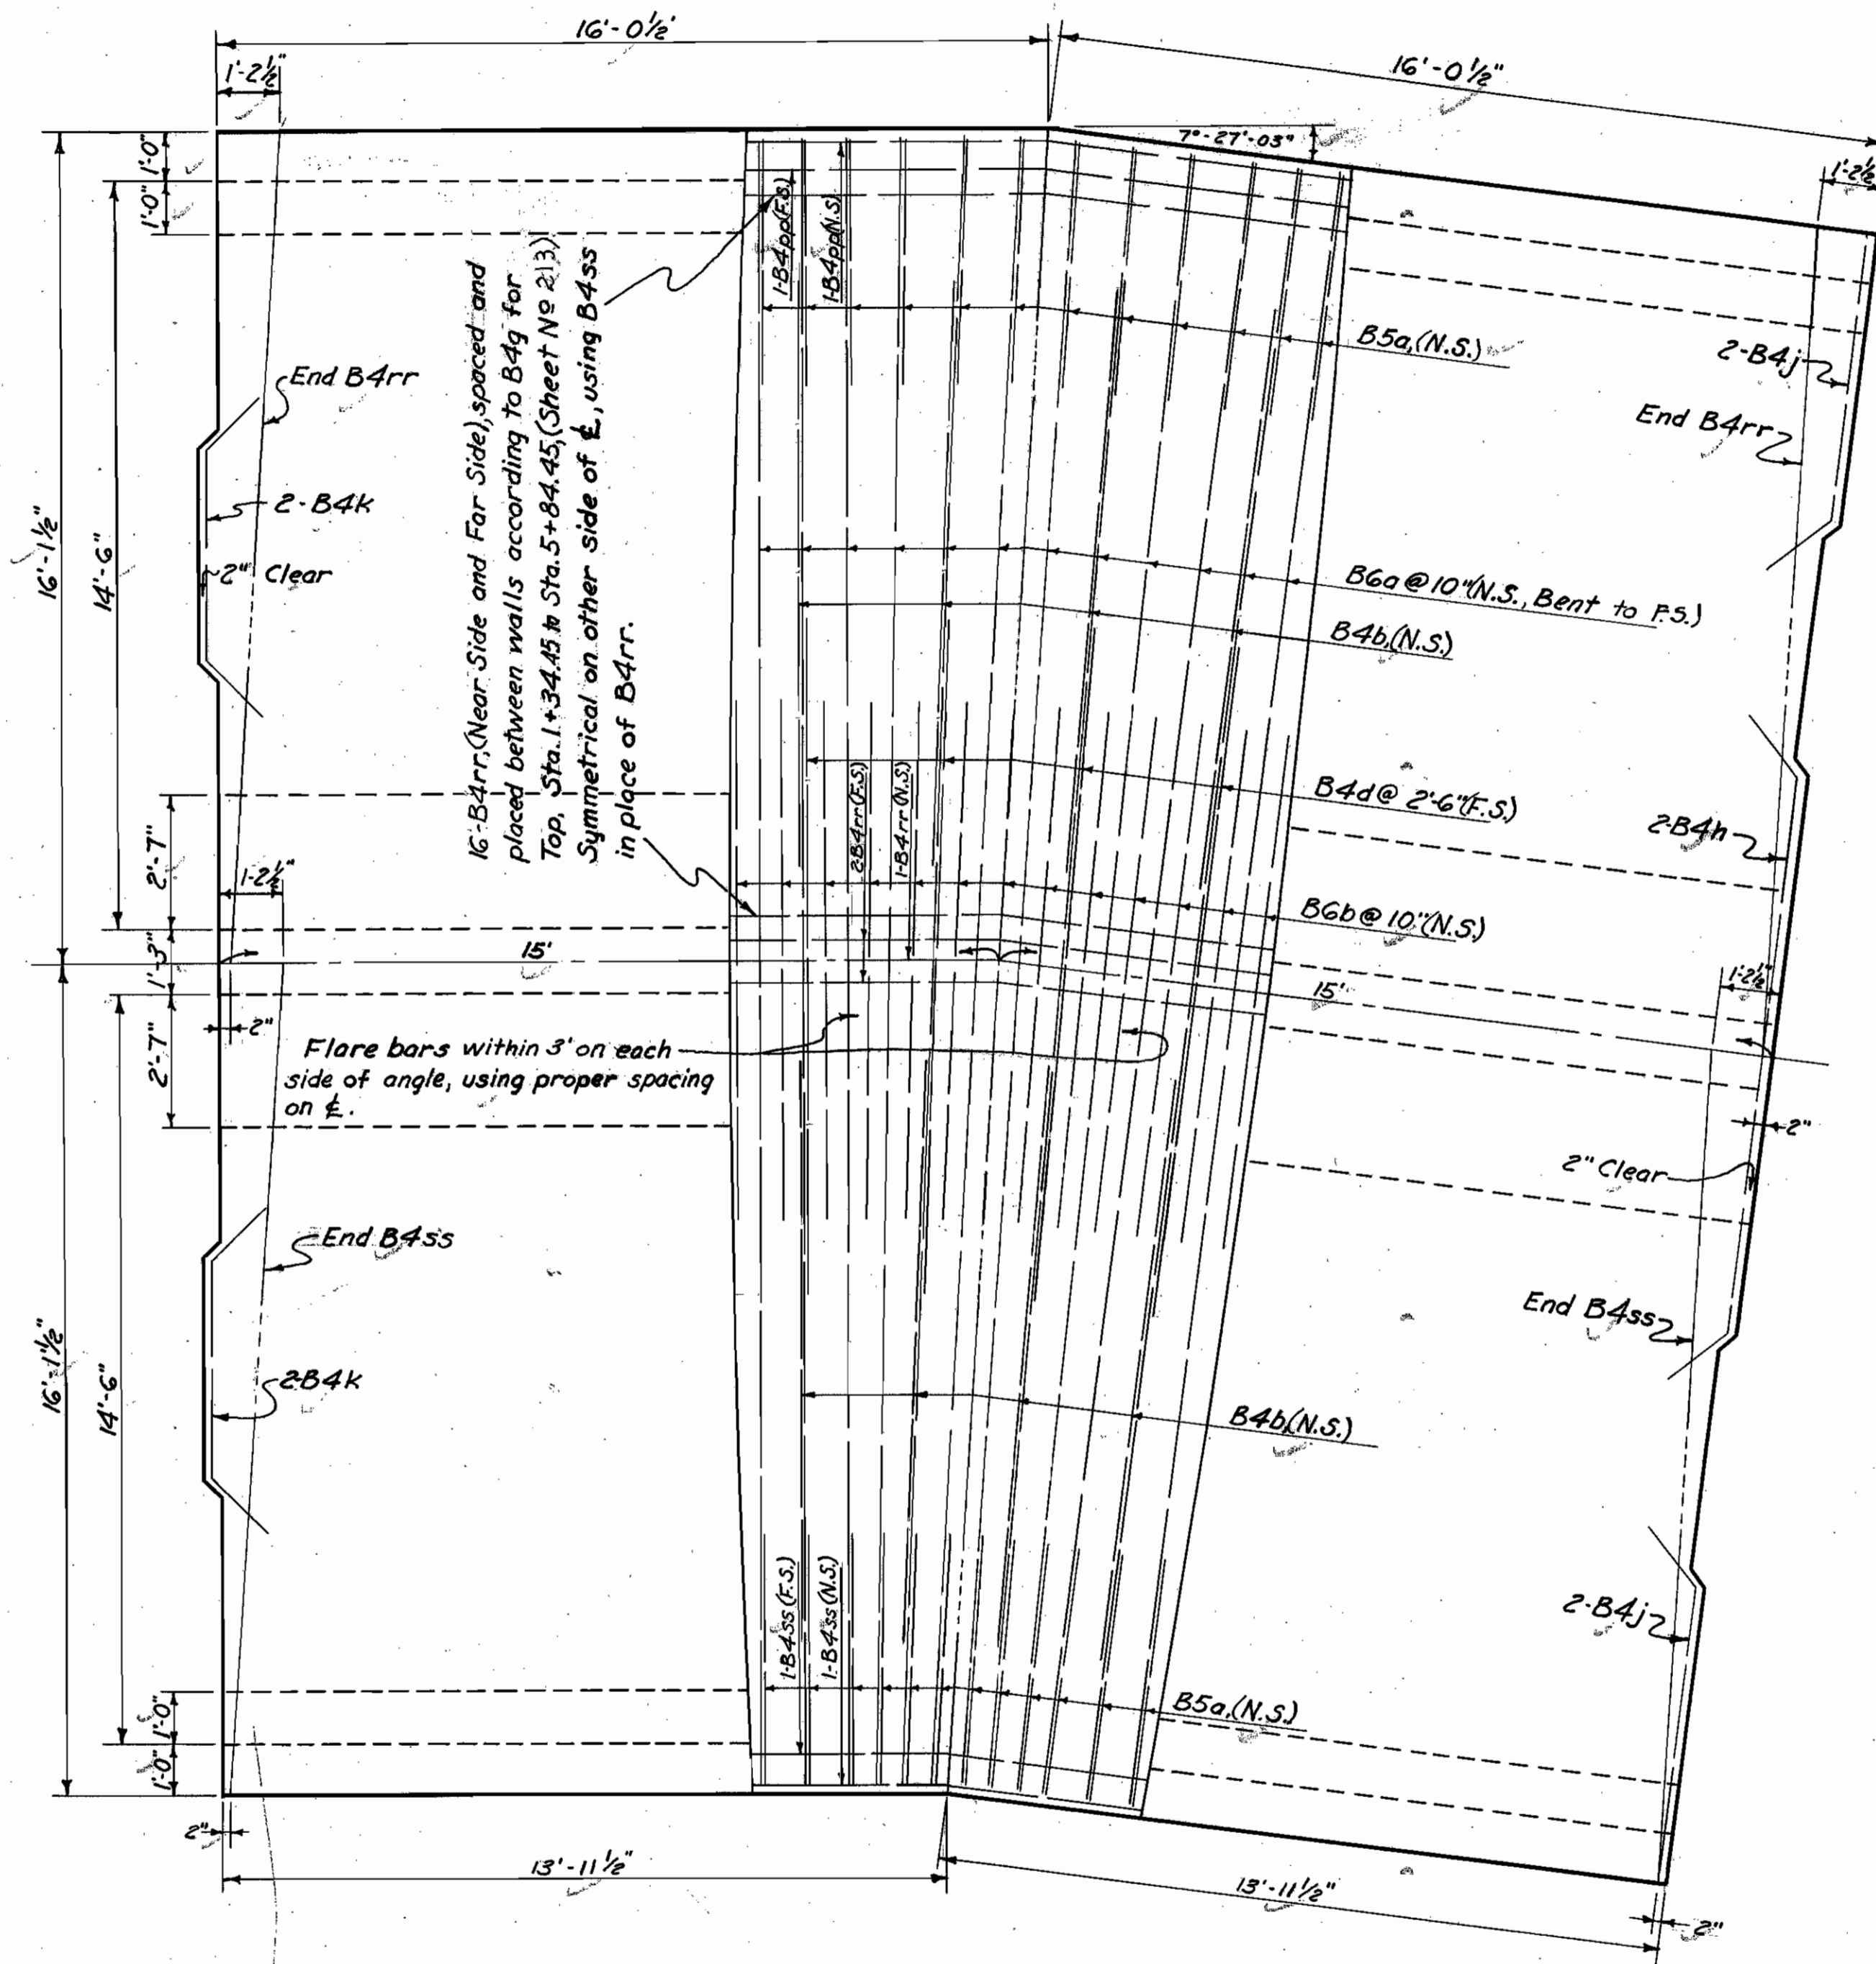 16'-0½'
16'-0½"
1'-2½"
7°-27'-03"
1'-2½"
1'-0"
1'-0"
1-B4pp(F.S.)
1-B4pp(N.S.)
16'-B4rr,(Near Side and Far Side),spaced and
placed between walls according to B4g for
Top, Sta.1+34.45 to Sta.5+84.45,(Sheet Nº 213)
Symmetrical on other side of ℄, using B4ss
in place of B4rr.
B5a,(N.S.)
2-B4j
End B4rr
End B4rr
2-B4k
2" Clear
16'-1½"
14'-6"
B6a@10"(N.S., Bent to F.S.)
B4b,(N.S.)
2-B4rr(F.S.)
1-B4rr(N.S.)
B4d@2'-6"(F.S.)
2-B4h
2'-7"
1'-2½"
B6b@10"(N.S.)
1'-3"
15'
15'
1'-2½"
2'-7"
2"
Flare bars within 3' on each
side of angle, using proper spacing
on ℄.
2"
2" Clear
End B4ss
End B4ss
16'-1½"
14'-6"
2-B4k
B4b,(N.S.)
1-B4ss(F.S.)
1-B4ss(N.S.)
2-B4j
B5a,(N.S.)
1'-0"
1'-0"
2"
13'-11½"
13'-11½"
2"